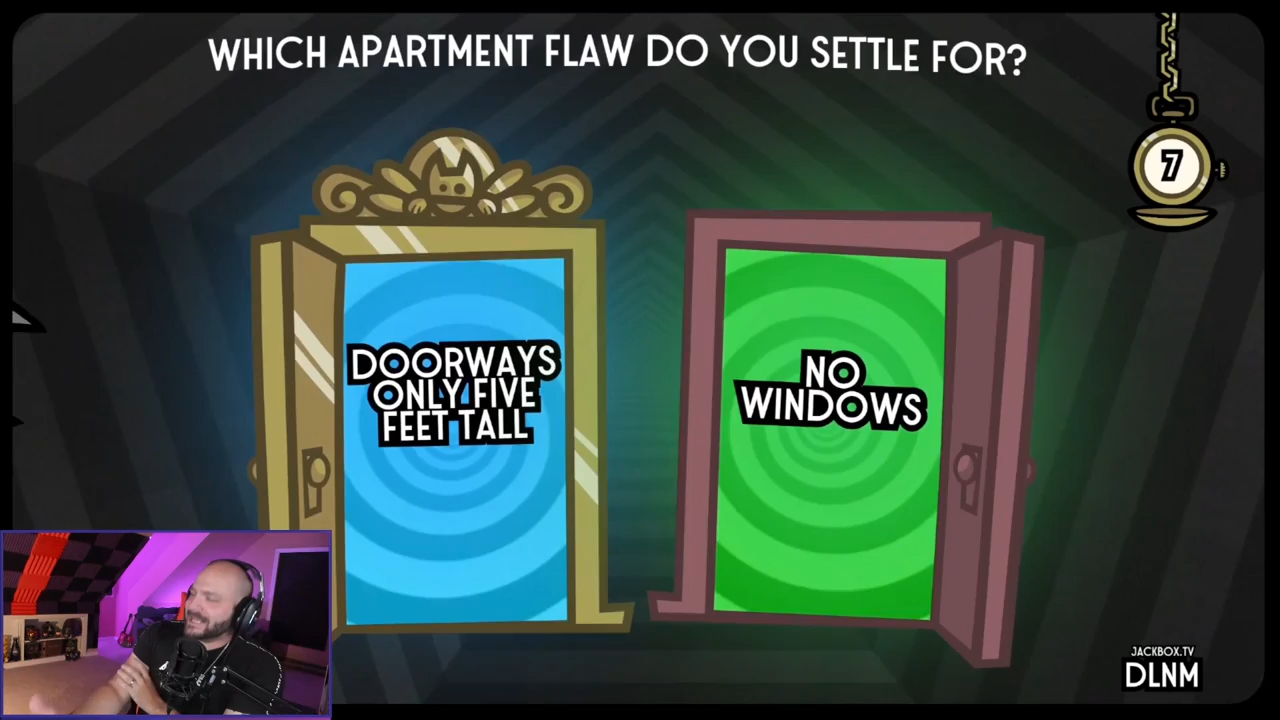 WHICH APARTMENT FLAW DO YOU SETTLE FOR?
7
DOORWAYS
ONLY FIVE
FEET TALL
NO
WINDOWS
JACKBOX.TV
DLNM